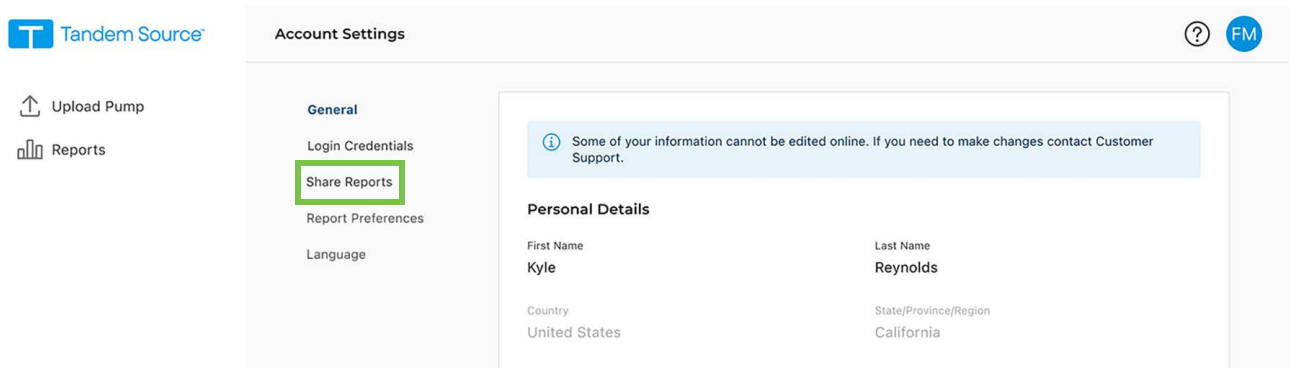 Tandem Source™
Account Settings
?
FM
Upload Pump
Reports
General
Login Credentials
Share Reports
Report Preferences
Language
i
Some of your information cannot be edited online. If you need to make changes contact Customer
Support.
Personal Details
First Name
Kyle
Last Name
Reynolds
Country
United States
State/Province/Region
California